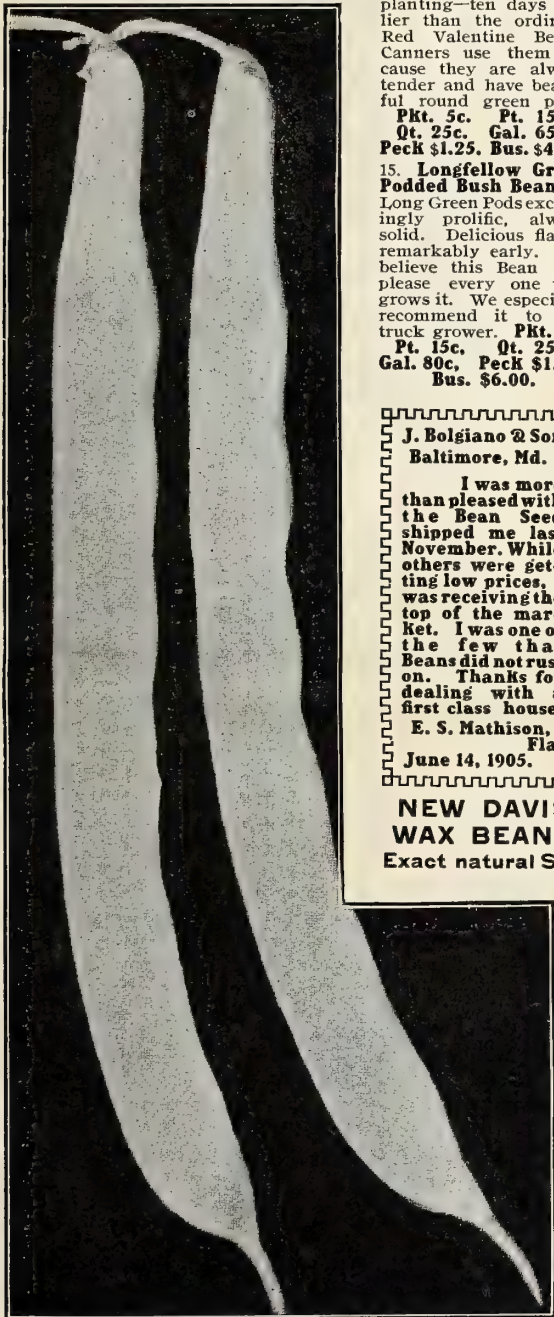 planting—ten days
lier than the ordin
Red Valentine Be
Canners use them
cause they are alw
tender and have bea
ful round green p
Pkt. 5c. Pt. 15
Qt. 25c. Gal. 65
Peck $1.25. Bus. $4
15. Longfellow Gr
Podded Bush Bean
Long Green Pods exc
ingly prolific, alw
solid. Delicious fla
remarkably early.
believe this Bean
please every one
grows it. We especi
recommend it to
truck grower. Pkt.
Pt. 15c, Qt. 25
Gal. 80c, Peck $1.
Bus. $6.00.
J. Bolgiano & So
Baltimore, Md.
I was mor
than pleased with
the Bean Seed
shipped me las
November. Whil
others were get-
ting low prices,
was receiving the
top of the mar
ket. I was one o
the few tha
Beans did not rus
on. Thanks fo
dealing with
first class house
E. S. Mathison,
Fla
June 14, 1905.
NEW DAVI
WAX BEAN
Exact natural S